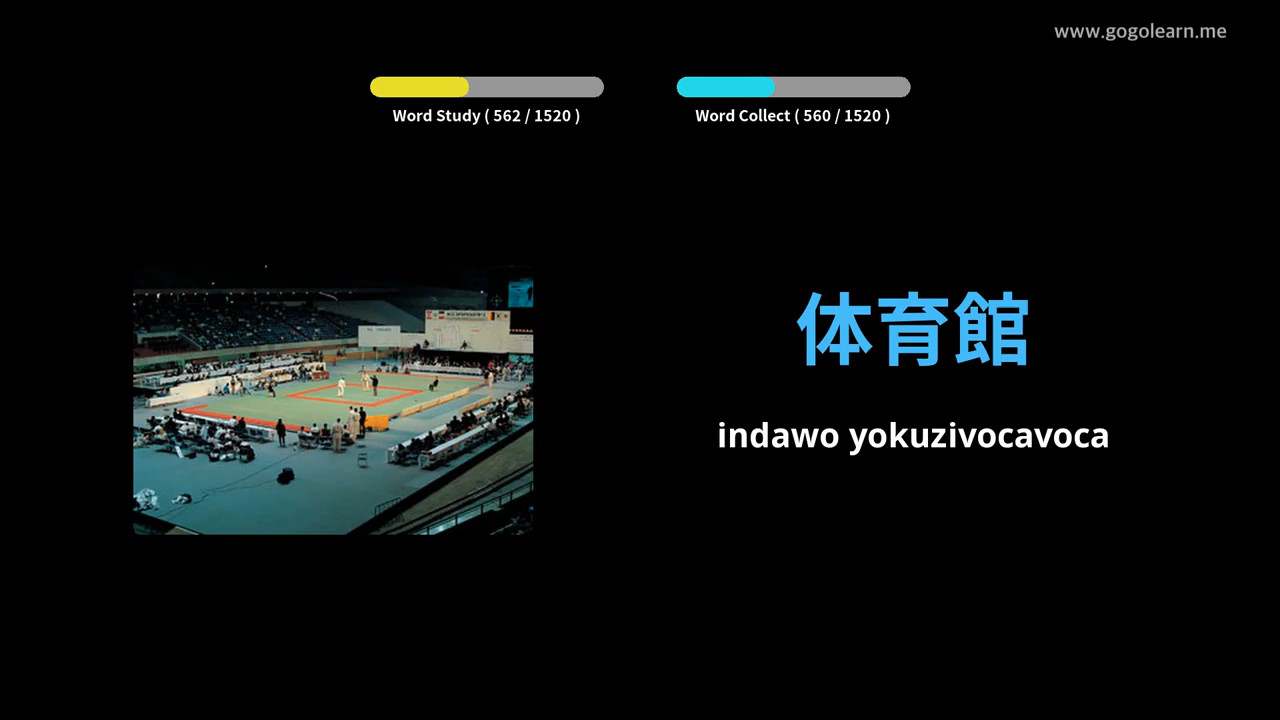 www.gogolearn.me
Word Study ( 562 / 1520 )
Word Collect ( 560 / 1520 )
体育館
indawo yokuzivocavoca